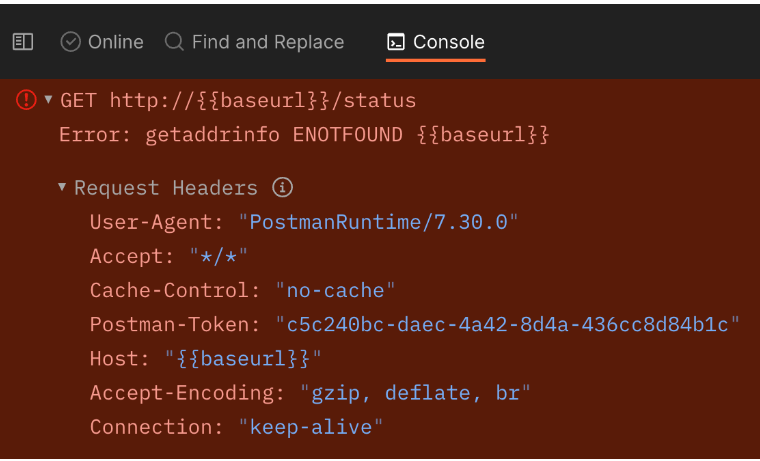 Online Find and Replace Console
GET http://{{baseurl}}/status
Error: getaddrinfo ENOTFOUND {{baseurl}}
Request Headers
User-Agent: "PostmanRuntime/7.30.0"
Accept: "*/*"
Cache-Control: "no-cache"
Postman-Token: "c5c240bc-daec-4a42-8d4a-436cc8d84b1c"
Host: "{{baseurl}}"
Accept-Encoding: "gzip, deflate, br"
Connection: "keep-alive"